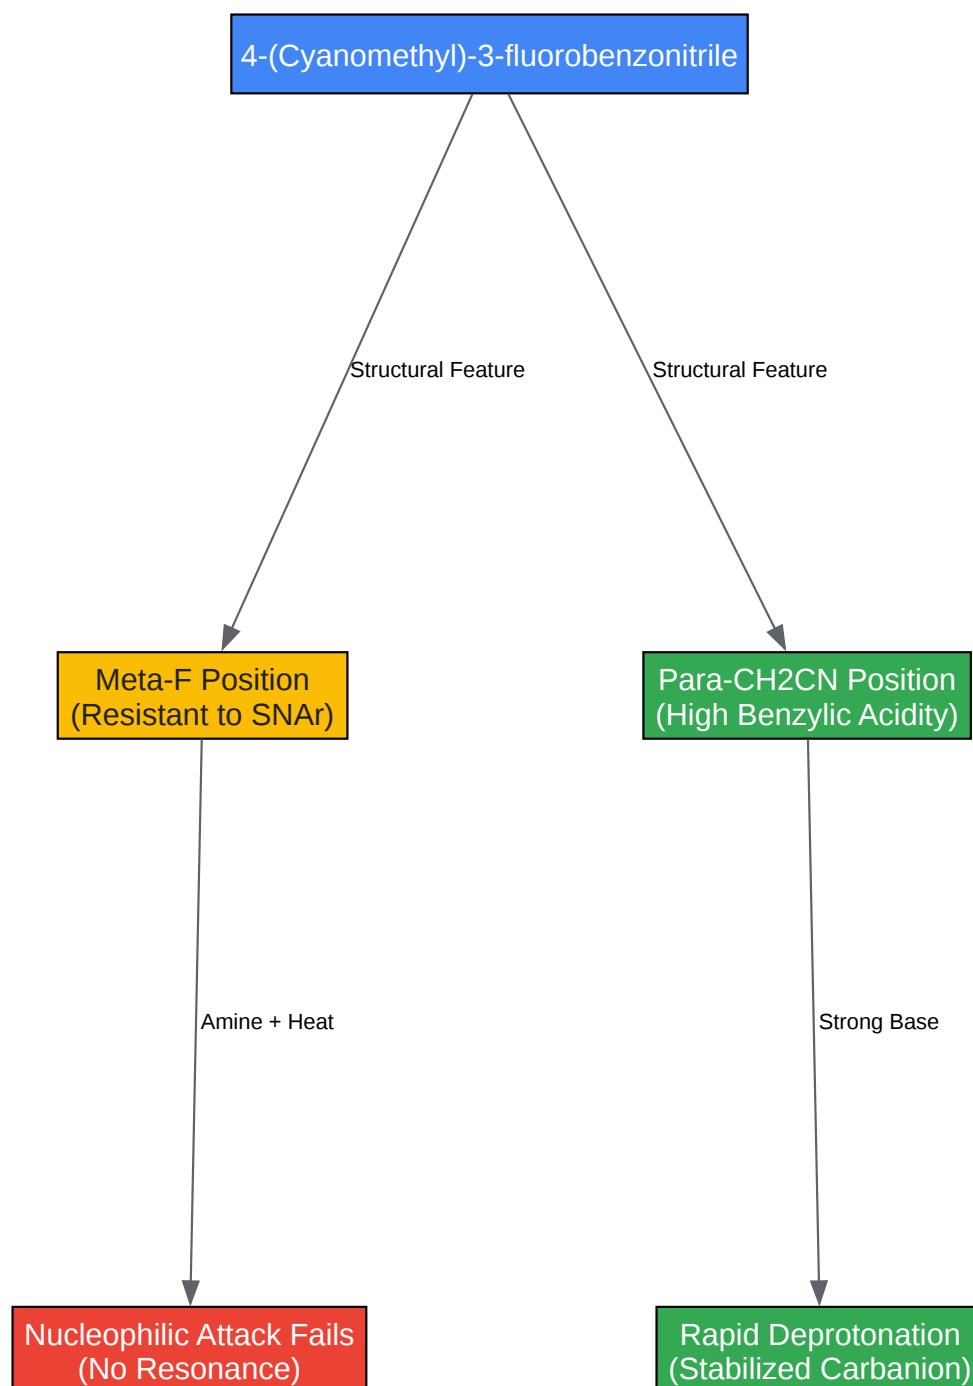 4-(Cyanomethyl)-3-fluorobenzonitrile
Structural Feature
Structural Feature
Meta-F Position
(Resistant to SNAr)
Para-CH2CN Position
(High Benzylic Acidity)
Amine + Heat
Strong Base
Nucleophilic Attack Fails
(No Resonance)
Rapid Deprotonation
(Stabilized Carbanion)